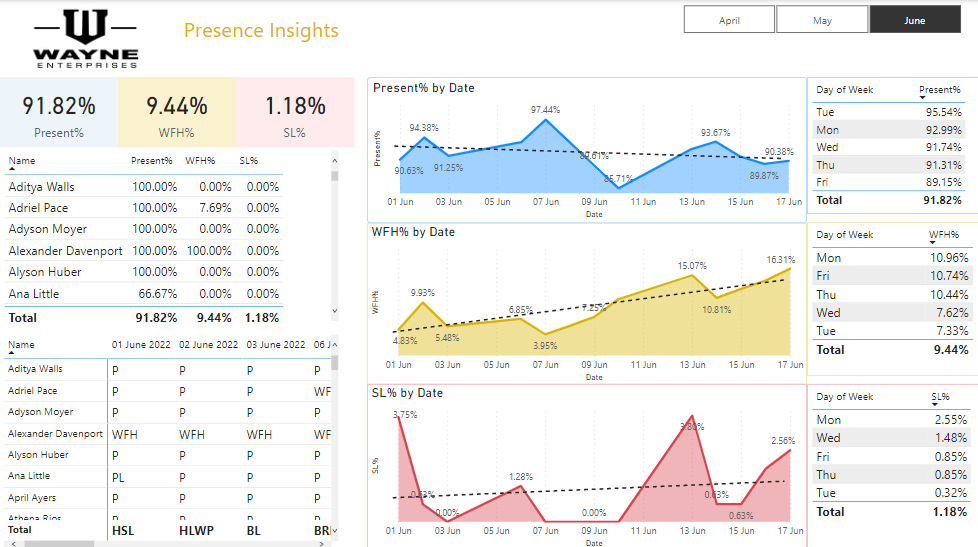 WAYNE
ENTERPRISES
Presence Insights
April May June
91.82% 9.44% 1.18%
Present% WFH% SL%
Name Present% WFH% SL%
Aditya Walls 100.00% 0.00% 0.00%
Adriel Pace 100.00% 7.69% 0.00%
Adyson Moyer 100.00% 0.00% 0.00%
Alexander Davenport 100.00% 100.00% 0.00%
Alyson Huber 100.00% 0.00% 0.00%
Ana Little 66.67% 0.00% 0.00%
Total 91.82% 9.44% 1.18%
Name 01 June 2022 02 June 2022 03 June 2022 06 J
Aditya Walls P P P P
Adriel Pace P P P WF
Adyson Moyer P P P P
Alexander Davenport WFH WFH WFH WF
Alyson Huber P P P P
Ana Little PL P P P
April Ayers P P P P
Athena Rios
Total HSL HLWP BL BRI
Present% by Date
Present%
97.44%
94.38% 93.67%
90.63% 91.25% 89.61% 85.71% 89.87% 90.38%
01 Jun 03 Jun 05 Jun 07 Jun 09 Jun 11 Jun 13 Jun 15 Jun 17 Jun
Date
Day of Week Present%
Tue 95.54%
Mon 92.99%
Wed 91.74%
Thu 91.31%
Fri 89.15%
Total 91.82%
WFH% by Date
WFH%
9.93% 6.85% 7.25% 15.07% 16.31%
4.83% 5.48% 3.95% 10.81%
01 Jun 03 Jun 05 Jun 07 Jun 09 Jun 11 Jun 13 Jun 15 Jun 17 Jun
Date
Day of Week WFH%
Mon 10.96%
Fri 10.74%
Thu 10.44%
Wed 7.62%
Tue 7.33%
Total 9.44%
SL% by Date
SL%
3.75% 3.80% 2.56%
0.63% 0.00% 1.28% 0.00% 0.63% 0.63%
01 Jun 03 Jun 05 Jun 07 Jun 09 Jun 11 Jun 13 Jun 15 Jun 17 Jun
Date
Day of Week SL%
Mon 2.55%
Wed 1.48%
Fri 0.85%
Thu 0.85%
Tue 0.32%
Total 1.18%